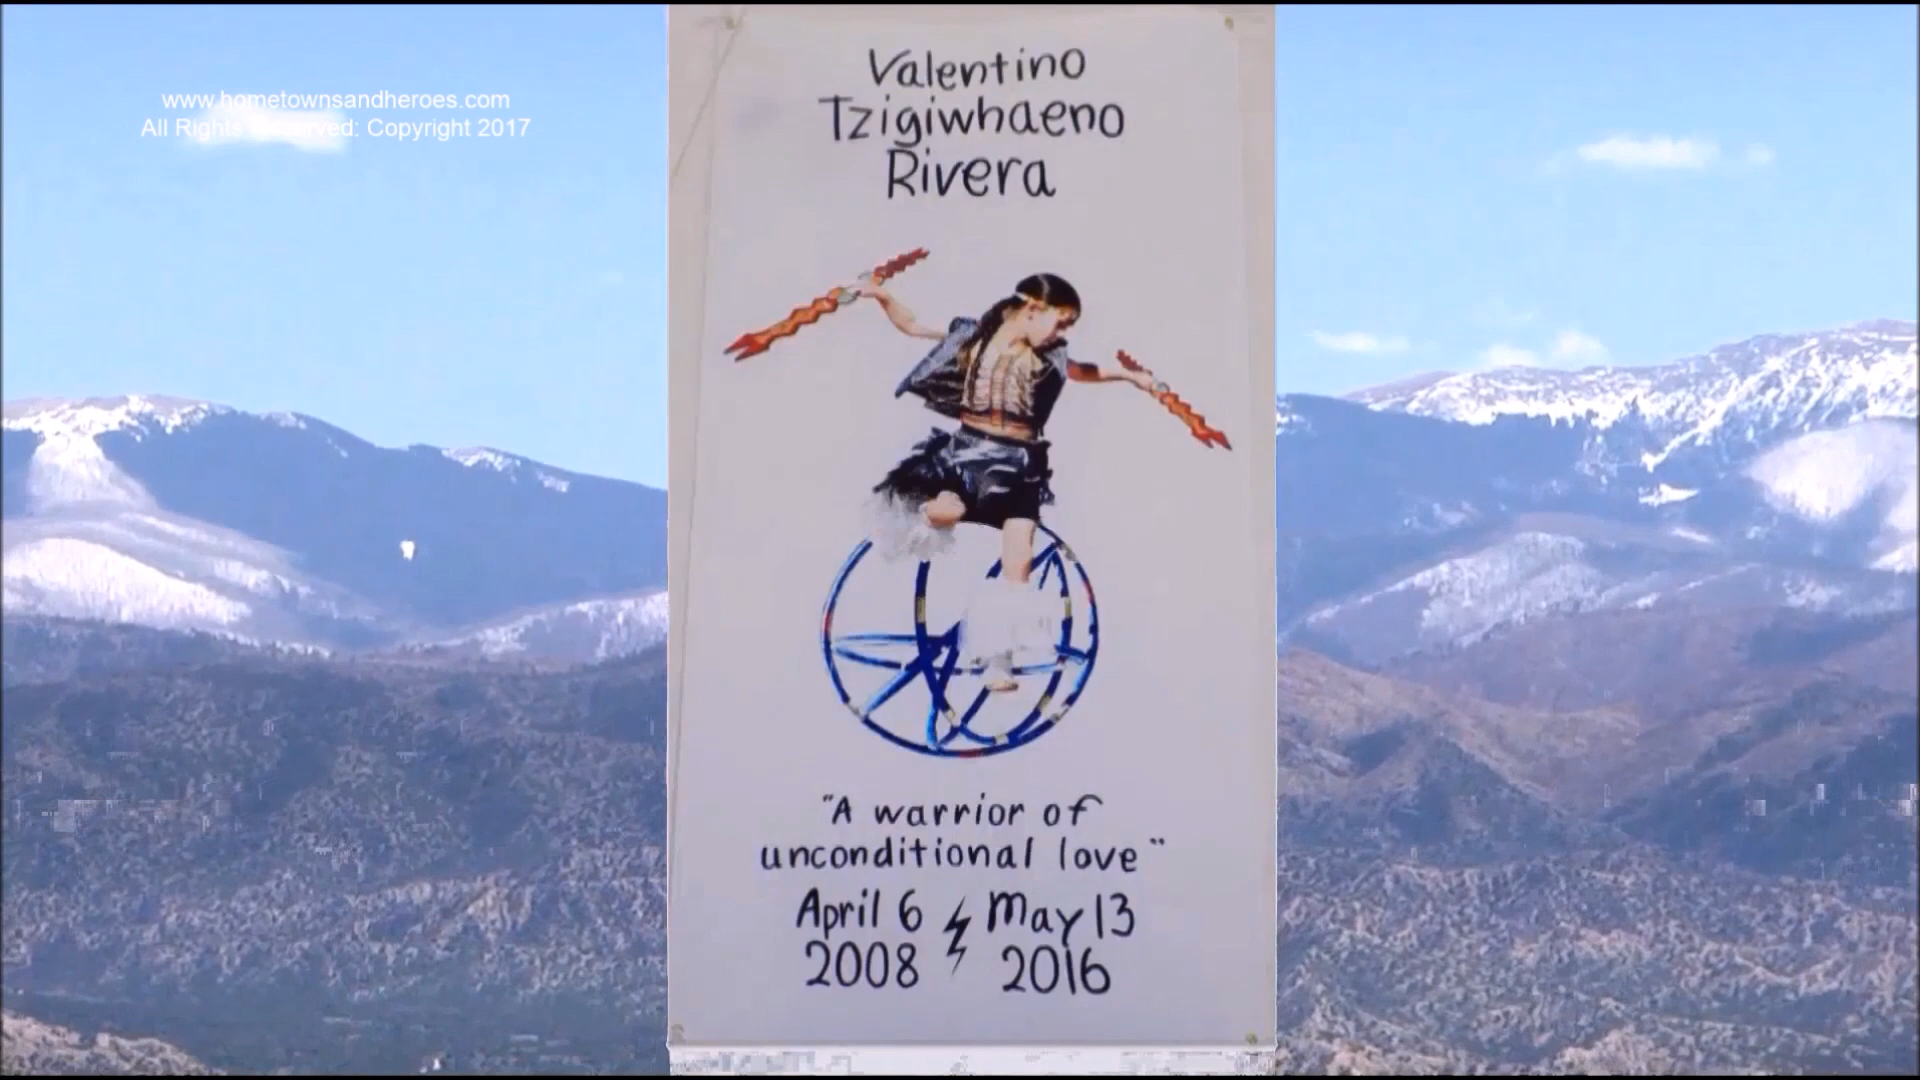 www.hometownsandheroes.com
All Rights Reserved: Copyright 2017
Valentino
Tzigiwhaeno
Rivera
"A warrior of
unconditional love"
April 6 May 13
2008 2016